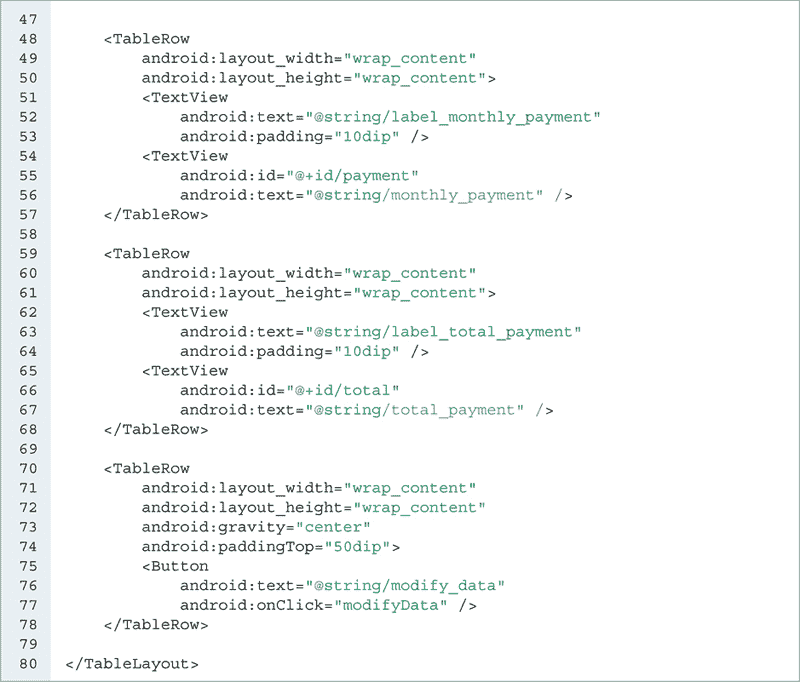 47
48     <TableRow
49         android:layout_width="wrap_content"
50         android:layout_height="wrap_content">
51         <TextView
52             android:text="@string/label_monthly_payment"
53             android:padding="10dip" />
54         <TextView
55             android:id="@+id/payment"
56             android:text="@string/monthly_payment" />
57     </TableRow>
58
59     <TableRow
60         android:layout_width="wrap_content"
61         android:layout_height="wrap_content">
62         <TextView
63             android:text="@string/label_total_payment"
64             android:padding="10dip" />
65         <TextView
66             android:id="@+id/total"
67             android:text="@string/total_payment" />
68     </TableRow>
69
70     <TableRow
71         android:layout_width="wrap_content"
72         android:layout_height="wrap_content"
73         android:gravity="center"
74         android:paddingTop="50dip">
75         <Button
76             android:text="@string/modify_data"
77             android:onClick="modifyData" />
78     </TableRow>
79
80 </TableLayout>